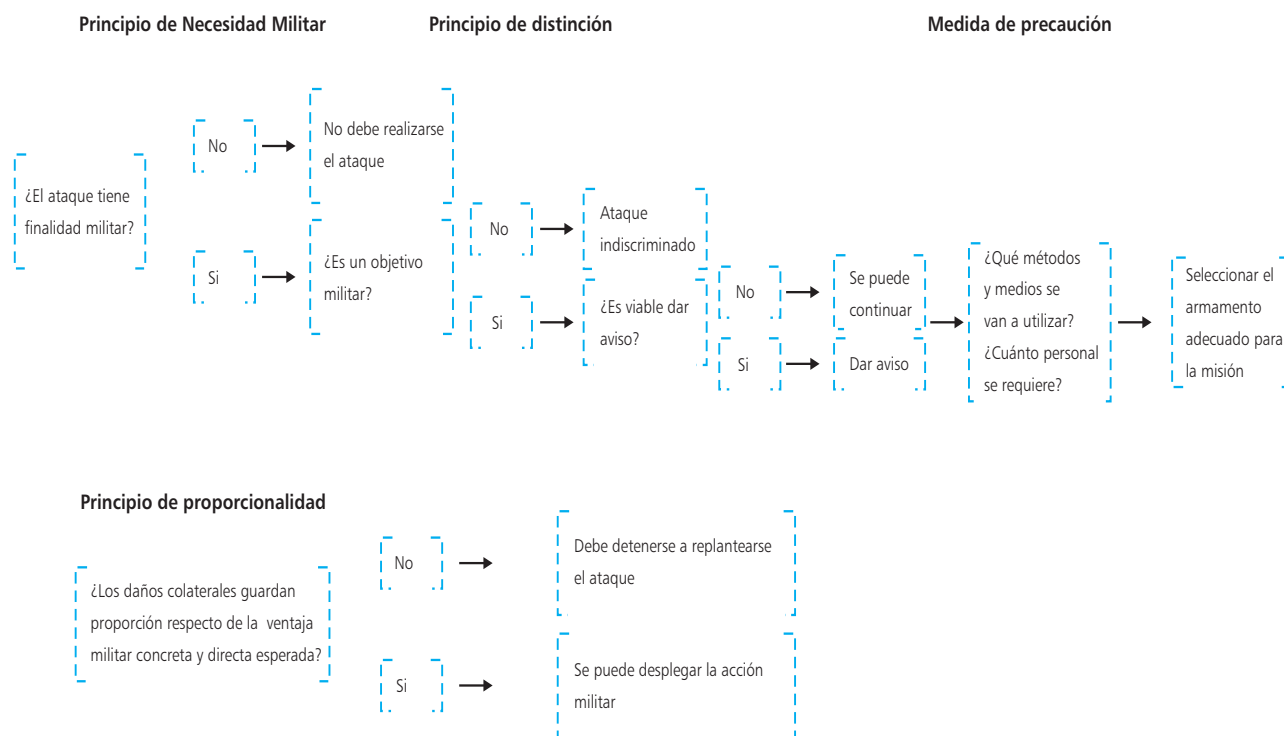 Principio de Necesidad Militar
Principio de distinción
Medida de precaución
¿El ataque tiene
finalidad militar?
No
No debe realizarse
el ataque
Si
¿Es un objetivo
militar?
No
Ataque
indiscriminado
Si
¿Es viable dar
aviso?
No
Se puede
continuar
Si
Dar aviso
¿Qué métodos
y medios se
van a utilizar?
¿Cuánto personal
se requiere?
Seleccionar el
armamento
adecuado para
la misión
Principio de proporcionalidad
¿Los daños colaterales guardan
proporción respecto de la ventaja
militar concreta y directa esperada?
No
Debe detenerse a replantearse
el ataque
Si
Se puede desplegar la acción
militar